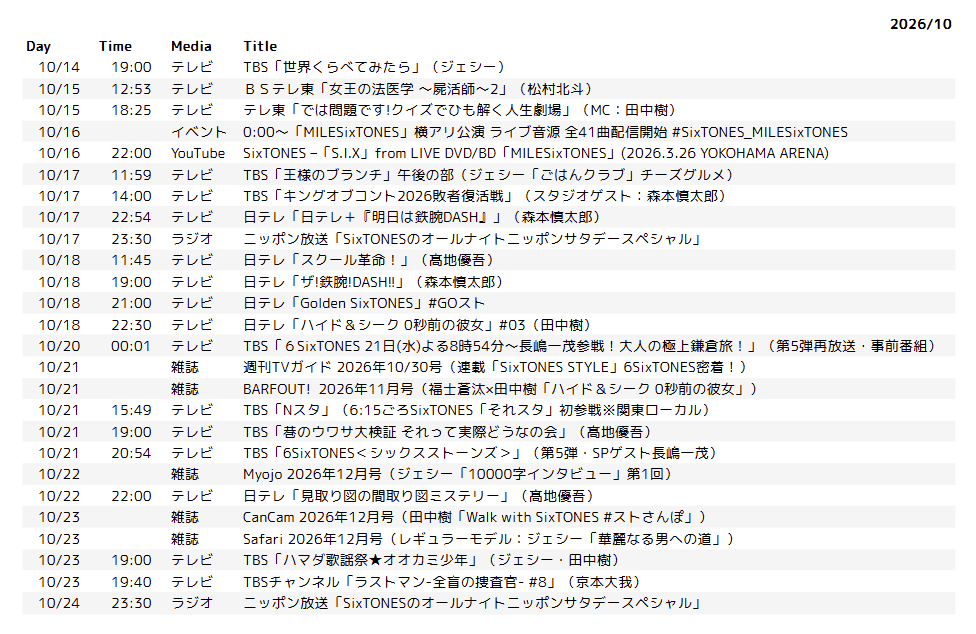 2026/10
Day Time Media Title
10/14 19:00 テレビ TBS「世界くらべてみたら」（ジェシー）
10/15 12:53 テレビ ＢＳテレ東「女王の法医学 ～屍活師～2」（松村北斗）
10/15 18:25 テレビ テレ東「では問題です!クイズでひも解く人生劇場」（MC：田中樹）
10/16 イベント 0:00～「MILESixTONES」横アリ公演 ライブ音源 全41曲配信開始 #SixTONES_MILESixTONES
10/16 22:00 YouTube SixTONES –「S.I.X」from LIVE DVD/BD「MILESixTONES」(2026.3.26 YOKOHAMA ARENA)
10/17 11:59 テレビ TBS「王様のブランチ」午後の部（ジェシー「ごはんクラブ」チーズグルメ）
10/17 14:00 テレビ TBS「キングオブコント2026敗者復活戦」（スタジオゲスト：森本慎太郎）
10/17 22:54 テレビ 日テレ「日テレ＋『明日は鉄腕DASH』」（森本慎太郎）
10/17 23:30 ラジオ ニッポン放送「SixTONESのオールナイトニッポンサタデースペシャル」
10/18 11:45 テレビ 日テレ「スクール革命！」（髙地優吾）
10/18 19:00 テレビ 日テレ「ザ!鉄腕!DASH!!」（森本慎太郎）
10/18 21:00 テレビ 日テレ「Golden SixTONES」#GOスト
10/18 22:30 テレビ 日テレ「ハイド＆シーク 0秒前の彼女」#03（田中樹）
10/20 00:01 テレビ TBS「６SixTONES 21日(水)よる8時54分～長嶋一茂参戦！大人の極上鎌倉旅！」（第5弾再放送・事前番組）
10/21 雑誌 週刊TVガイド 2026年10/30号（連載「SixTONES STYLE」6SixTONES密着！）
10/21 雑誌 BARFOUT! 2026年11月号（福士蒼汰×田中樹「ハイド＆シーク 0秒前の彼女」）
10/21 15:49 テレビ TBS「Nスタ」（6:15ごろSixTONES「それスタ」初参戦※関東ローカル）
10/21 19:00 テレビ TBS「巷のウワサ大検証 それって実際どうなの会」（髙地優吾）
10/21 20:54 テレビ TBS「6SixTONES＜シックスストーンズ＞」（第5弾・SPゲスト長嶋一茂）
10/22 雑誌 Myojo 2026年12月号（ジェシー「10000字インタビュー」第1回）
10/22 22:00 テレビ 日テレ「見取り図の間取り図ミステリー」（髙地優吾）
10/23 雑誌 CanCam 2026年12月号（田中樹「Walk with SixTONES #ストさんぽ」）
10/23 雑誌 Safari 2026年12月号（レギュラーモデル：ジェシー「華麗なる男への道」）
10/23 19:00 テレビ TBS「ハマダ歌謡祭★オオカミ少年」（ジェシー・田中樹）
10/23 19:40 テレビ TBSチャンネル「ラストマン-全盲の捜査官- #8」（京本大我）
10/24 23:30 ラジオ ニッポン放送「SixTONESのオールナイトニッポンサタデースペシャル」